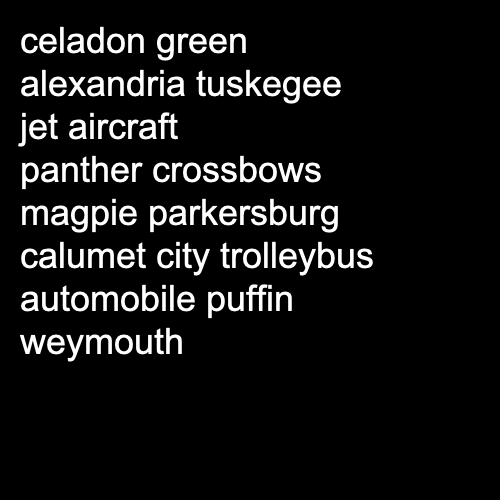 celadon green
alexandria tuskegee
jet aircraft
panther crossbows
magpie parkersburg
calumet city trolleybus
automobile puffin
weymouth